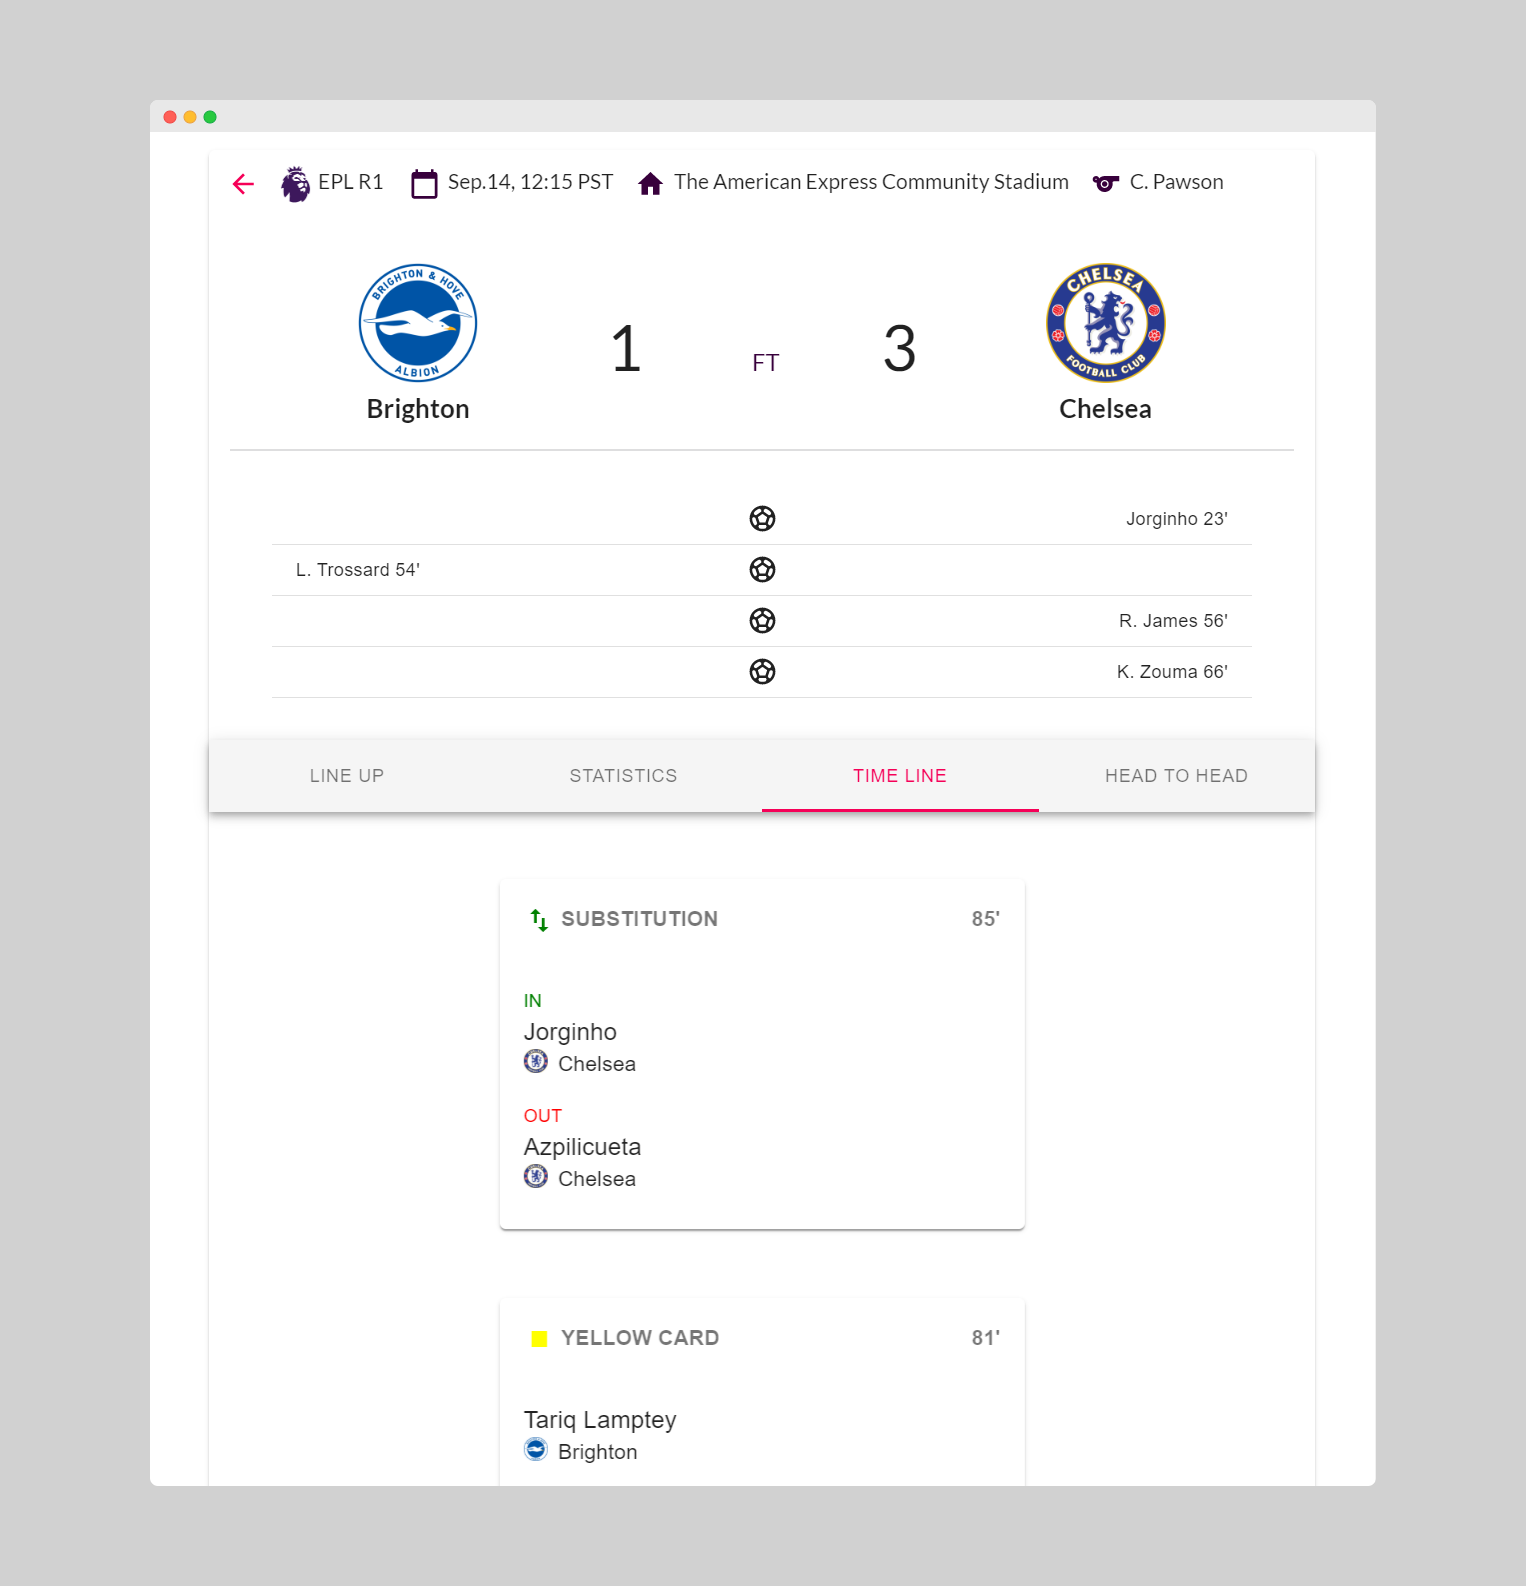 EPL R1 Sep.14, 12:15 PST The American Express Community Stadium C. Pawson
BRIGHTON & HOVE
ALBION
CHELSEA
FOOTBALL CLUB
1 FT 3
Brighton Chelsea
Jorginho 23'
L. Trossard 54'
R. James 56'
K. Zouma 66'
LINE UP STATISTICS TIME LINE HEAD TO HEAD
SUBSTITUTION 85'
IN
Jorginho
Chelsea
OUT
Azpilicueta
Chelsea
YELLOW CARD 81'
Tariq Lamptey
Brighton